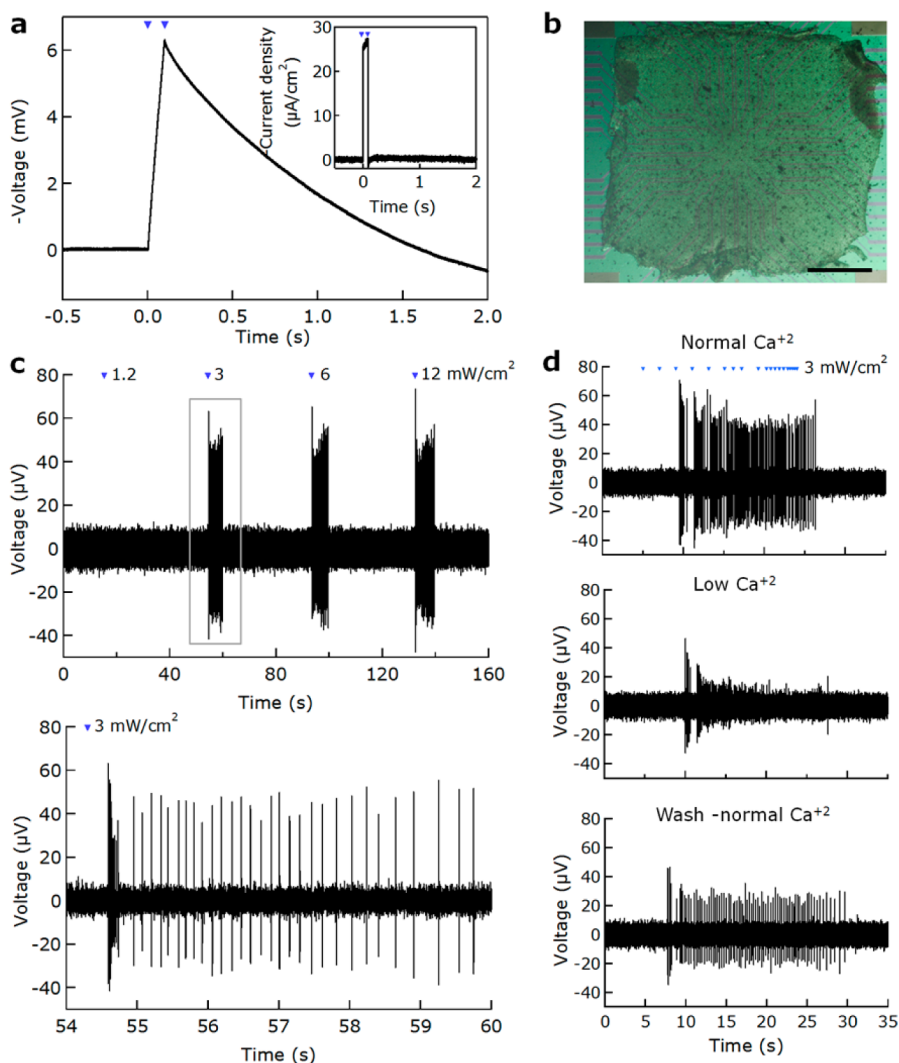 a
-Voltage (mV)
6
4
2
0
-0.5 0.0 0.5 1.0 1.5 2.0
Time (s)
-Current density
(µA/cm²)
30
20
10
0
0 1 2
Time (s)
b
c
1.2 3 6 12 mW/cm²
Voltage (µV)
80
60
40
20
0
-20
-40
0 40 80 120 160
Time (s)
3 mW/cm²
Voltage (µV)
80
60
40
20
0
-20
-40
54 55 56 57 58 59 60
Time (s)
d
Normal Ca⁺²
3 mW/cm²
Voltage (µV)
80
60
40
20
0
-20
-40
Low Ca⁺²
Voltage (µV)
80
60
40
20
0
-20
-40
Wash -normal Ca⁺²
Voltage (µV)
80
60
40
20
0
-20
-40
0 5 10 15 20 25 30 35
Time (s)